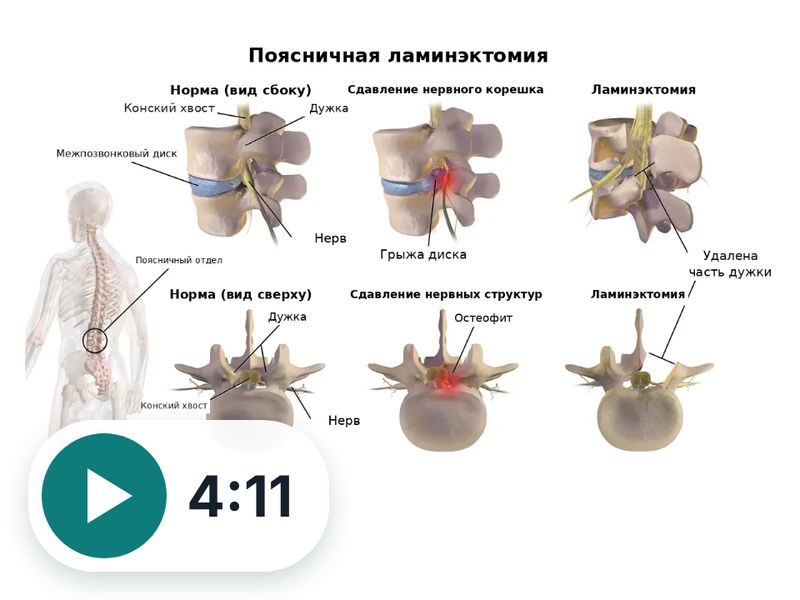 Поясничная ламинэктомия
Норма (вид сбоку)
Сдавление нервного корешка
Ламинэктомия
Конский хвост
Дужка
Межпозвонковый диск
Нерв
Грыжа диска
Удалена
часть дужки
Поясничный отдел
Норма (вид сверху)
Сдавление нервных структур
Ламинэктомия
Дужка
Остеофит
Конский хвост
Нерв
4:11